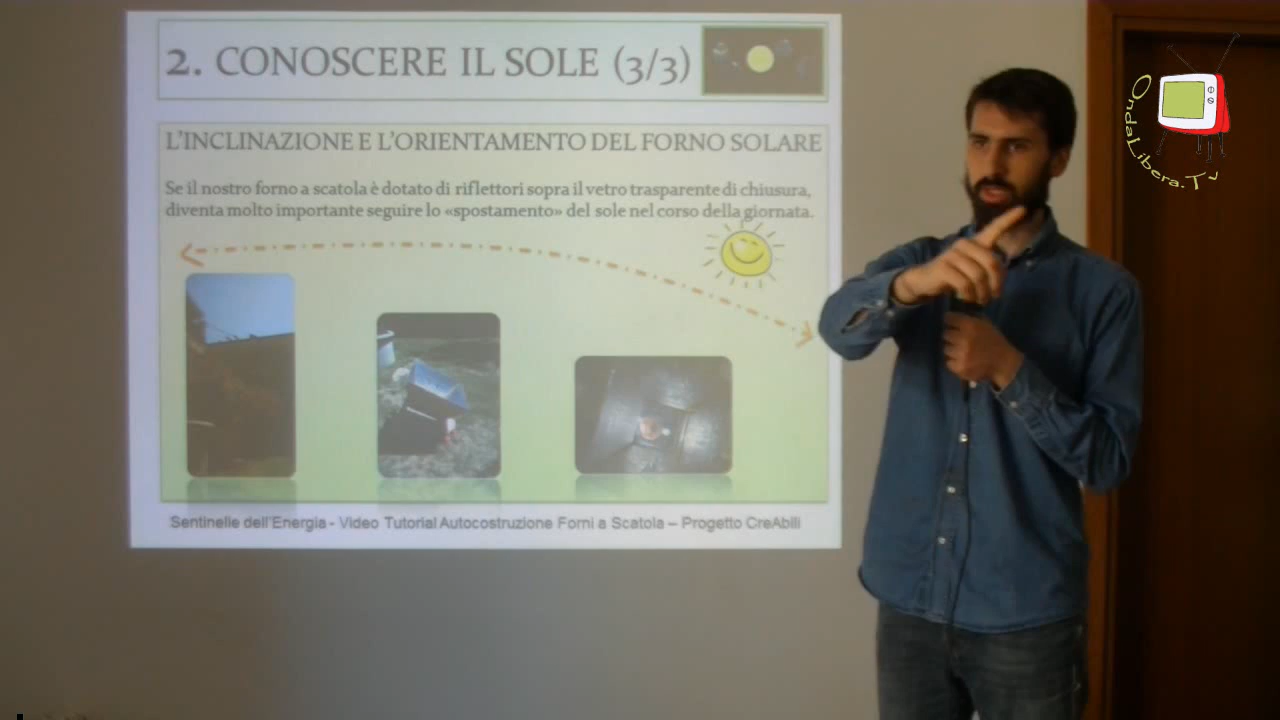 2. CONOSCERE IL SOLE (3/3)
L'INCLINAZIONE E L'ORIENTAMENTO DEL FORNO SOLARE
Se il nostro forno a scatola è dotato di riflettori sopra il vetro trasparente di chiusura,
diventa molto importante seguire lo «spostamento» del sole nel corso della giornata.
Sentinelle dell'Energia - Video Tutorial Autocostruzione Forni a Scatola – Progetto CreAbili
OndeLibera.Tv